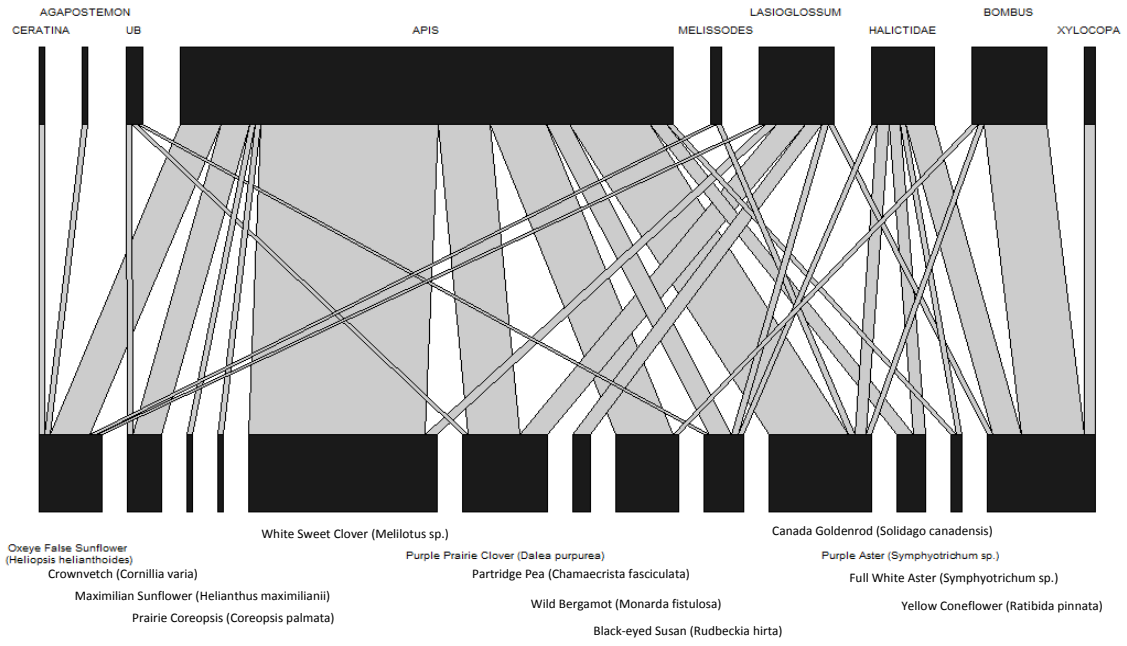 AGAPOSTEMON LASIOGLOSSUM BOMBUS
CERATINA UB APIS MELISSODES HALICTIDAE XYLOCOPA
White Sweet Clover (Melilotus sp.) Canada Goldenrod (Solidago canadensis)
Oxeye False Sunflower
(Heliopsis helianthoides)
Purple Prairie Clover (Dalea purpurea) Purple Aster (Symphyotrichum sp.)
Crownvetch (Cornillia varia) Partridge Pea (Chamaecrista fasciculata) Full White Aster (Symphyotrichum sp.)
Maximilian Sunflower (Helianthus maximilianii) Wild Bergamot (Monarda fistulosa) Yellow Coneflower (Ratibida pinnata)
Prairie Coreopsis (Coreopsis palmata) Black-eyed Susan (Rudbeckia hirta)